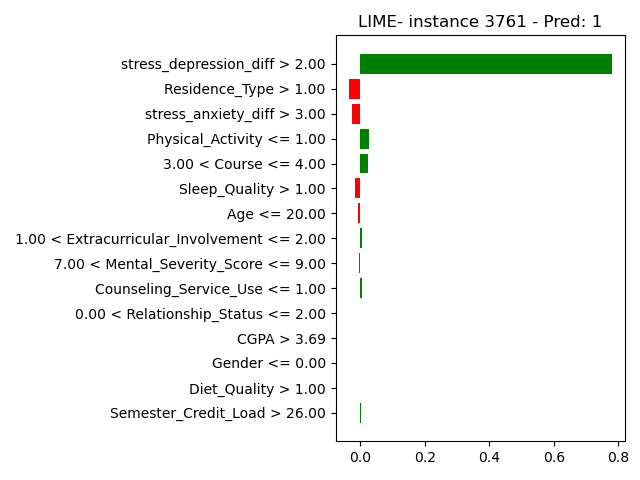 LIME- instance 3761 - Pred: 1
stress_depression_diff > 2.00
Residence_Type > 1.00
stress_anxiety_diff > 3.00
Physical_Activity <= 1.00
3.00 < Course <= 4.00
Sleep_Quality > 1.00
Age <= 20.00
1.00 < Extracurricular_Involvement <= 2.00
7.00 < Mental_Severity_Score <= 9.00
Counseling_Service_Use <= 1.00
0.00 < Relationship_Status <= 2.00
CGPA > 3.69
Gender <= 0.00
Diet_Quality > 1.00
Semester_Credit_Load > 26.00
0.0 0.2 0.4 0.6 0.8